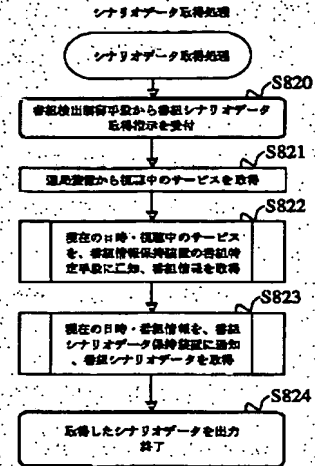 シナリオデータ取得処理
シナリオデータ取得処理
S820
番組検出制御手段から番組シナリオデータ
取得指示を受付
S821
選局装置から視聴中のサービスを取得
S822
現在の日時・視聴中のサービス
を、番組情報保持装置の番組特
定手段に通知、番組情報を取得
S823
現在の日時・番組情報を、番組
シナリオデータ保持装置に通知
、番組シナリオデータを取得
S824
取得したシナリオデータを出力
終了